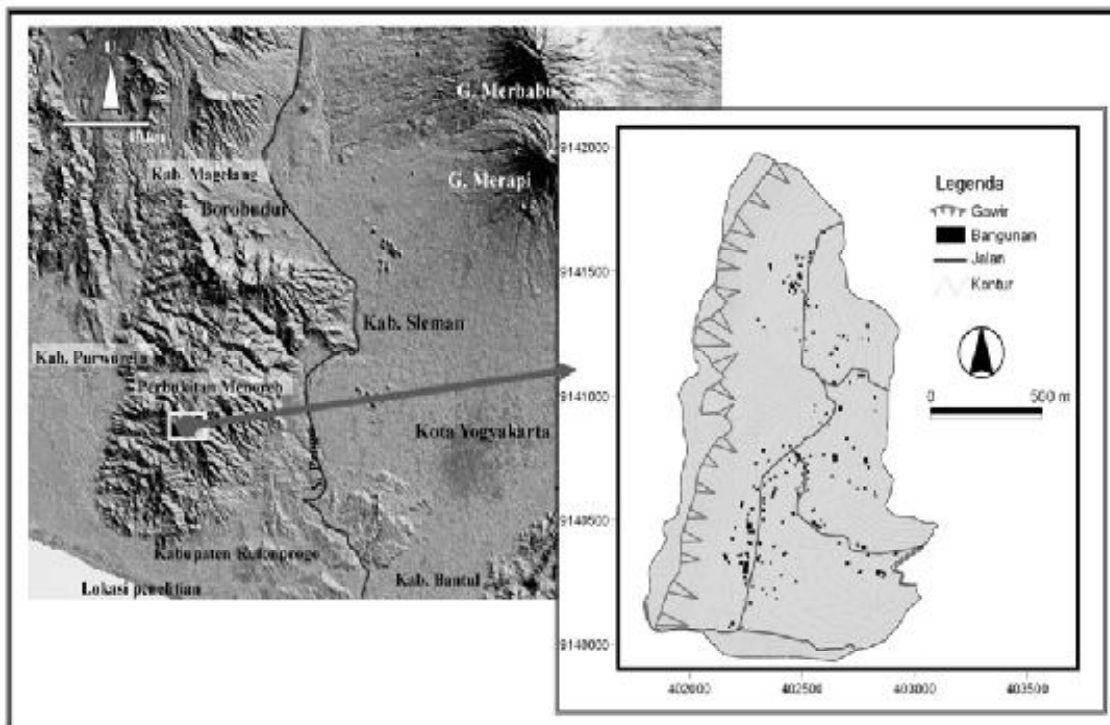 U
G. Merbabu
Kab. Magelang
G. Merapi
Borobudur
Kab. Sleman
Kab. Purworejo
Perbukitan Menoreh
Kota Yogyakarta
Kabupaten Kulonprogo
Kab. Bantul
Lokasi penelitian
9142000
9141500
9141000
9140500
9140000
402000
402500
403000
403500
Legenda
Gawir
Bangunan
Jalan
Kontur
0
500 m